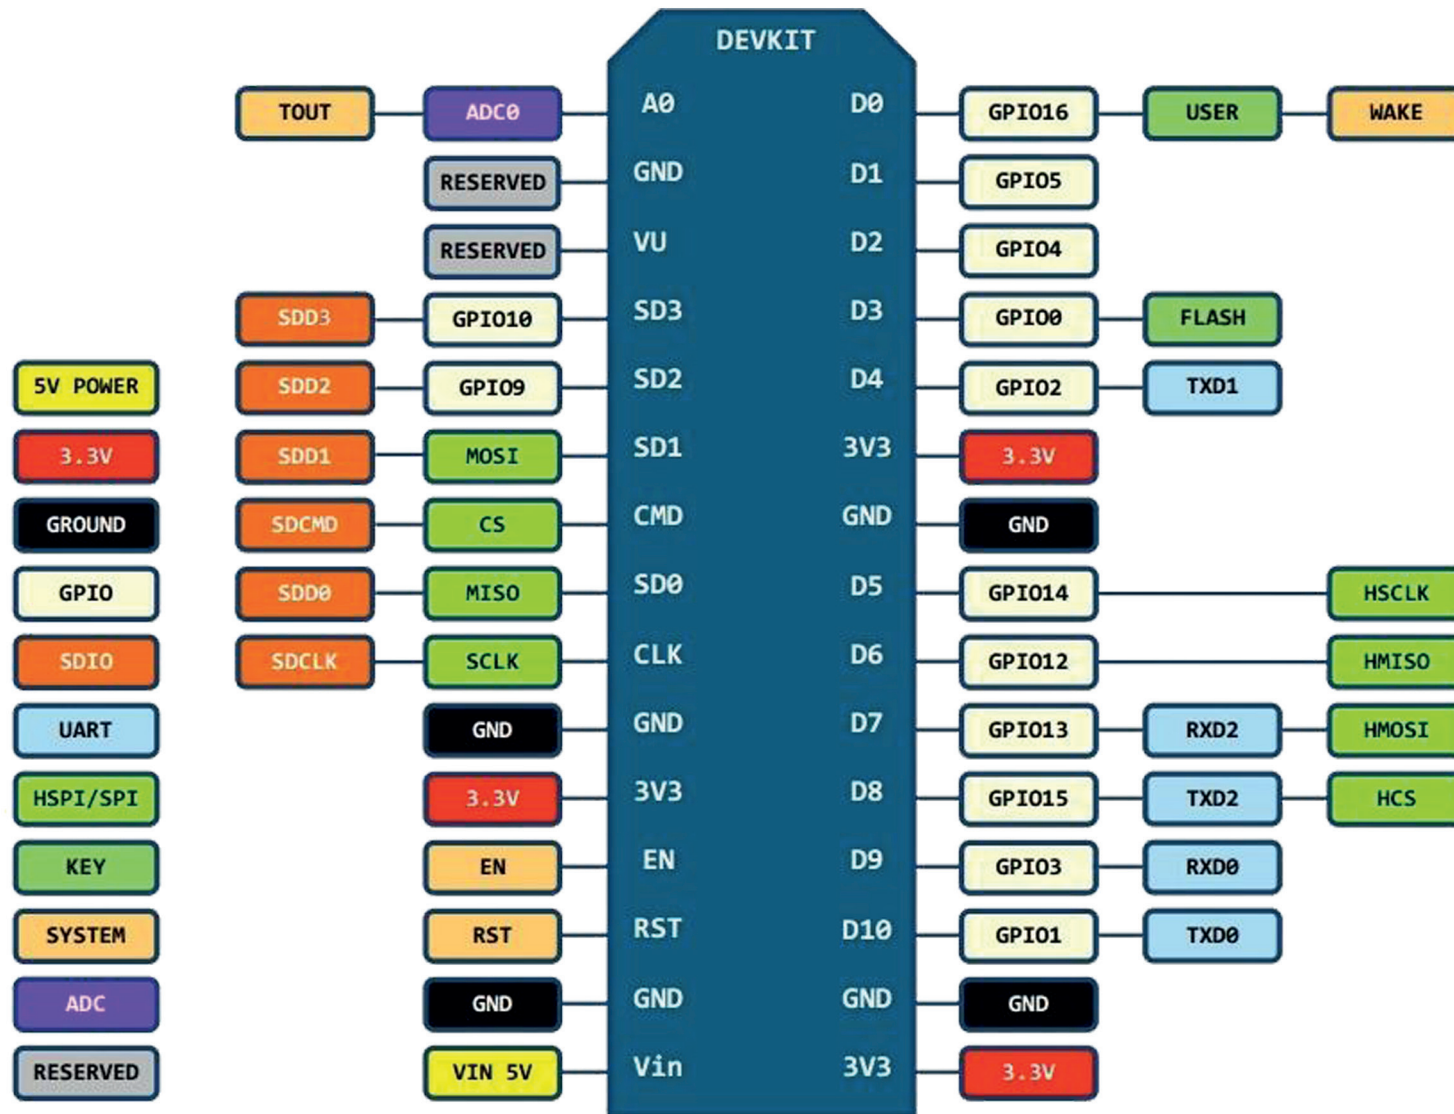 DEVKIT
TOUT ADC0 A0 D0 GPIO16 USER WAKE
RESERVED GND D1 GPIO5
RESERVED VU D2 GPIO4
SDD3 GPIO10 SD3 D3 GPIO0 FLASH
5V POWER SDD2 GPIO9 SD2 D4 GPIO2 TXD1
3.3V SDD1 MOSI SD1 3V3 3.3V
GROUND SDCMD CS CMD GND GND
GPIO SDD0 MISO SD0 D5 GPIO14 HSCLK
SDIO SDCLK SCLK CLK D6 GPIO12 HMISO
UART GND GND D7 GPIO13 RXD2 HMOSI
HSPI/SPI 3.3V 3V3 D8 GPIO15 TXD2 HCS
KEY EN EN D9 GPIO3 RXD0
SYSTEM RST RST D10 GPIO1 TXD0
ADC GND GND GND GND
RESERVED VIN 5V Vin 3V3 3.3V